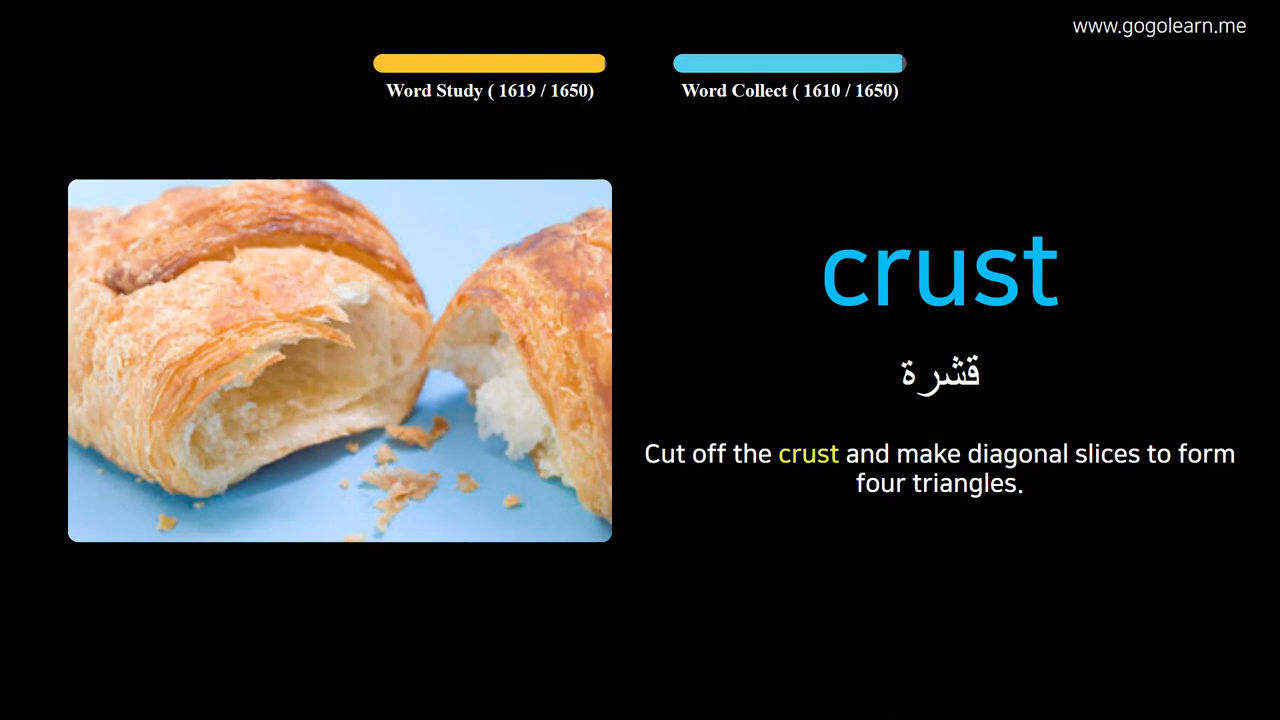 www.gogolearn.me
Word Study ( 1619 / 1650)
Word Collect ( 1610 / 1650)
crust
قشرة
Cut off the crust and make diagonal slices to form
four triangles.